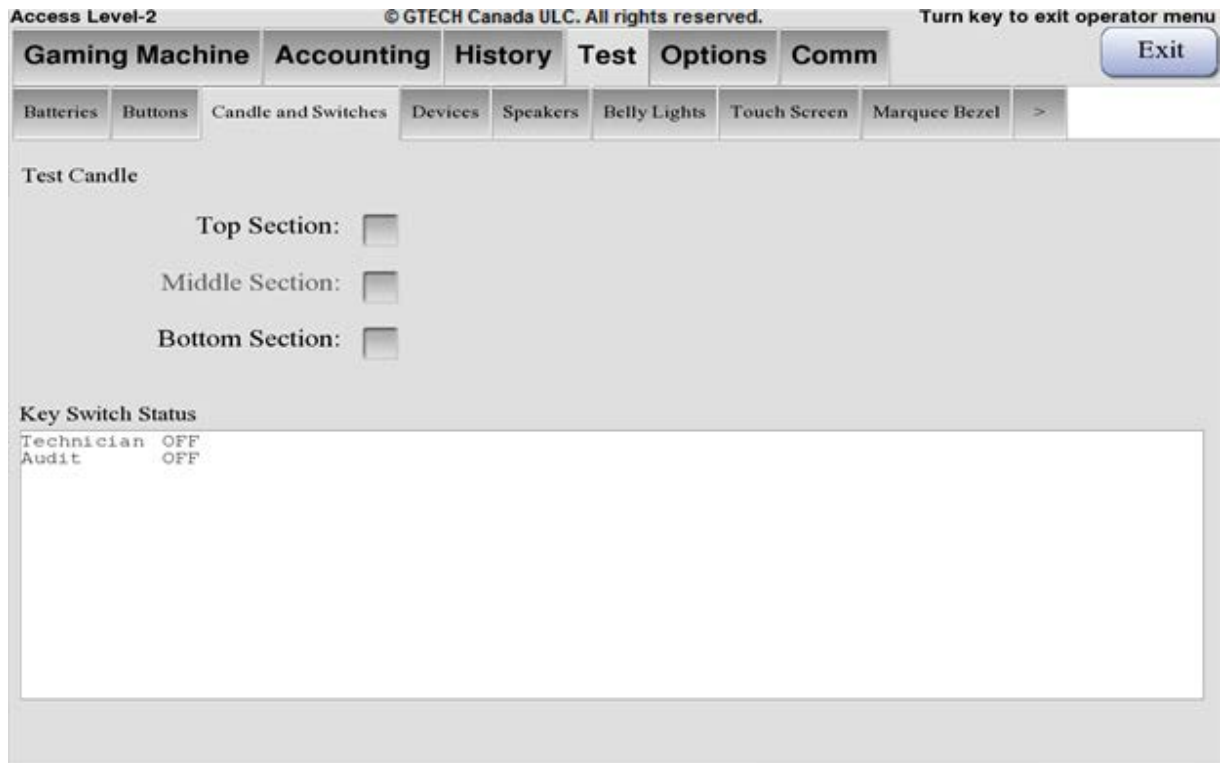 Access Level-2 © GTECH Canada ULC. All rights reserved. Turn key to exit operator menu
Gaming Machine Accounting History Test Options Comm Exit
Batteries Buttons Candle and Switches Devices Speakers Belly Lights Touch Screen Marquee Bezel >
Test Candle
Top Section:
Middle Section:
Bottom Section:
Key Switch Status
Technician OFF
Audit OFF